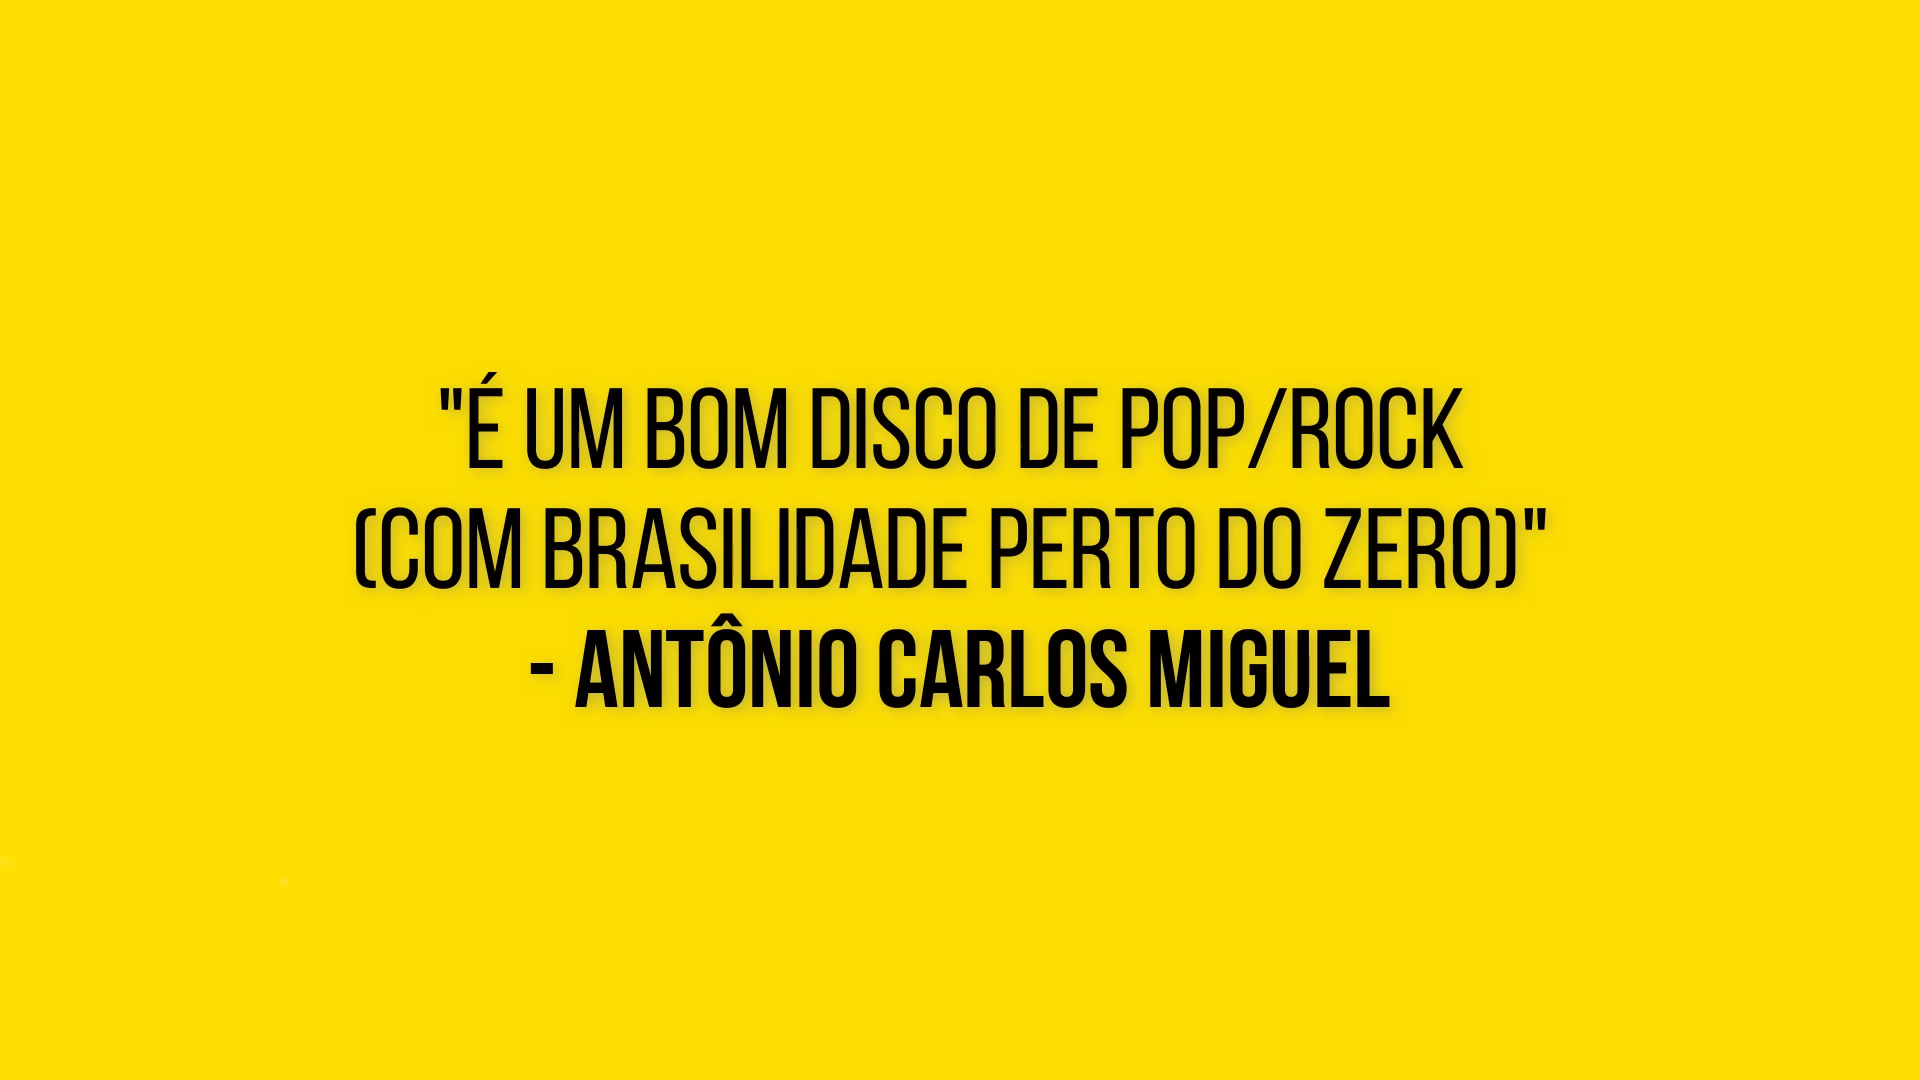 "É UM BOM DISCO DE POP/ROCK
(COM BRASILIDADE PERTO DO ZERO)"
- ANTÔNIO CARLOS MIGUEL